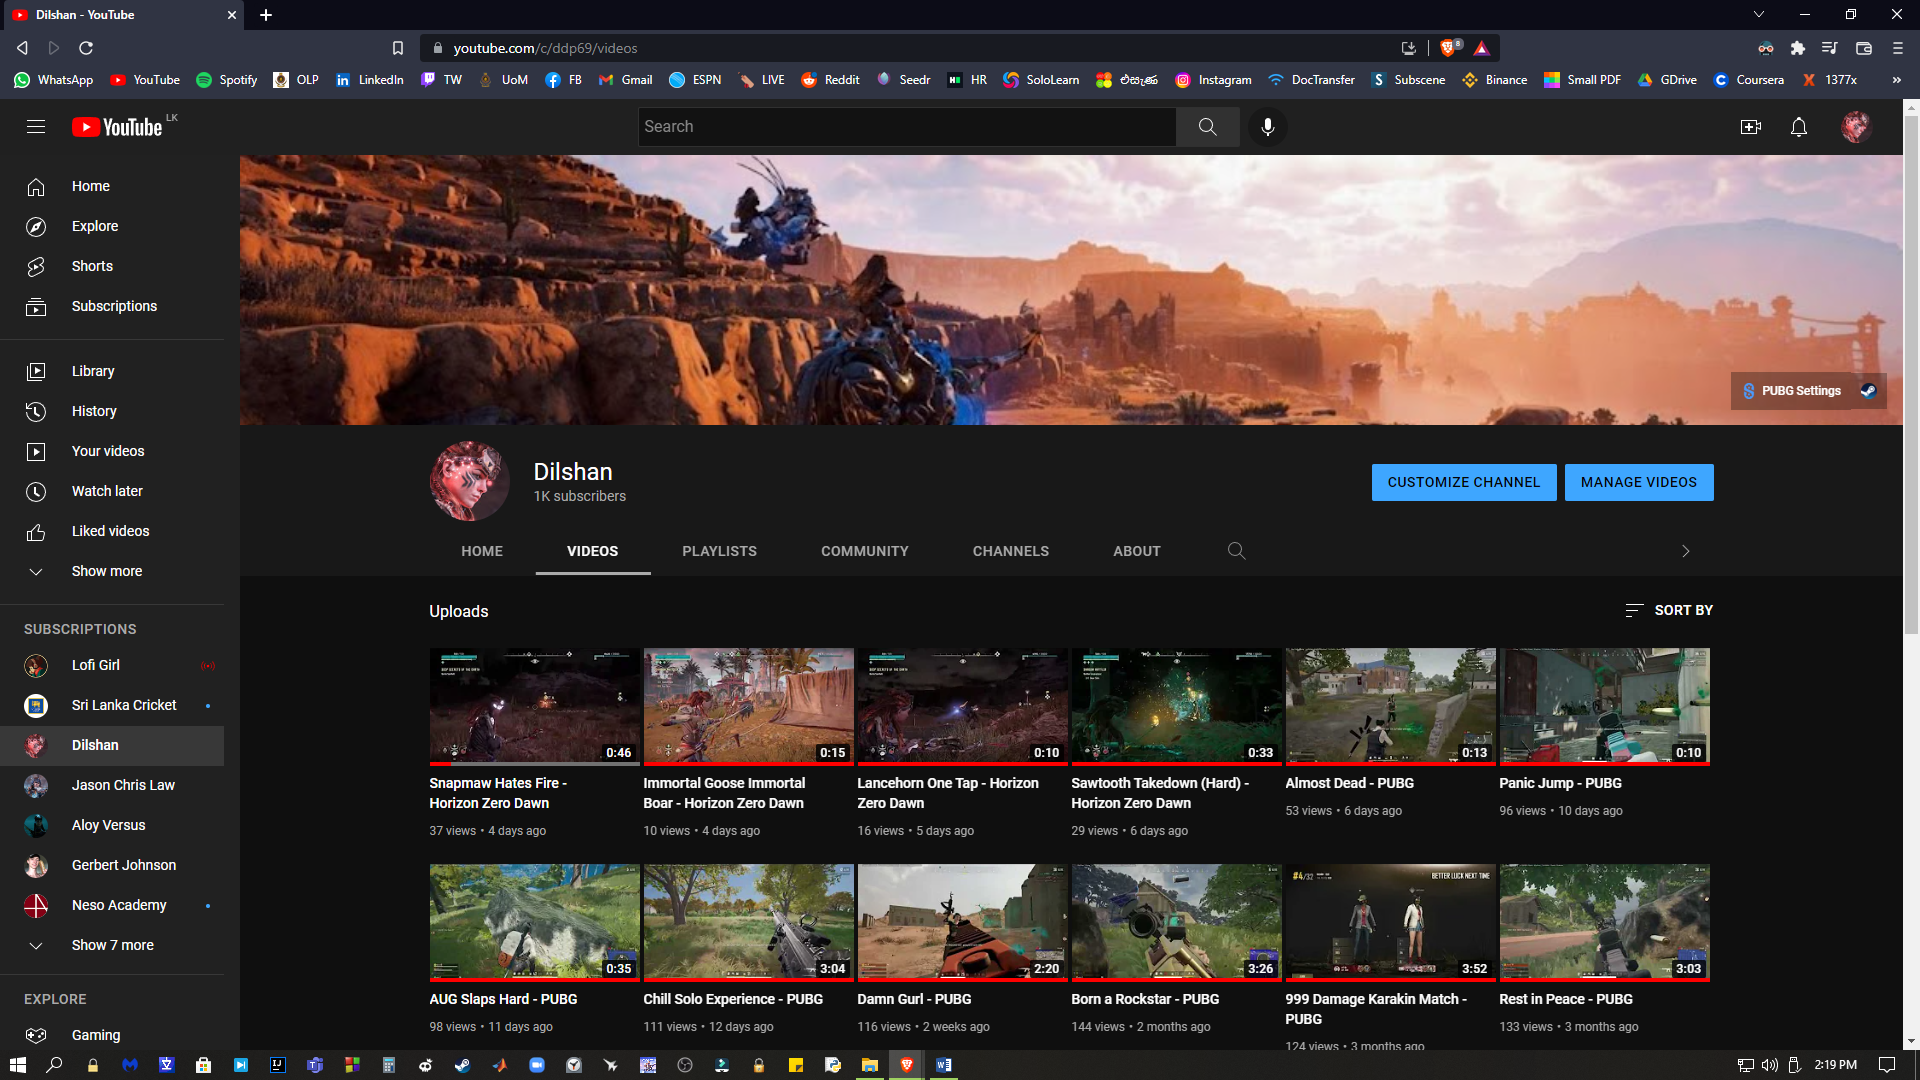 Dilshan - YouTube
youtube.com/c/ddp69/videos
8
WhatsApp YouTube Spotify OLP LinkedIn TW UoM FB Gmail ESPN LIVE Reddit Seedr HR SoloLearn එසැණ Instagram DocTransfer Subscene Binance Small PDF GDrive Coursera 1377x »
YouTube LK
Search
Home
Explore
Shorts
Subscriptions
Library
History
Your videos
Watch later
Liked videos
Show more
SUBSCRIPTIONS
Lofi Girl
Sri Lanka Cricket
Dilshan
Jason Chris Law
Aloy Versus
Gerbert Johnson
Neso Academy
Show 7 more
EXPLORE
Gaming
PUBG Settings
Dilshan
1K subscribers
CUSTOMIZE CHANNEL MANAGE VIDEOS
HOME VIDEOS PLAYLISTS COMMUNITY CHANNELS ABOUT
Uploads
SORT BY
0:46 0:15 0:10 0:33 0:13 0:10
Snapmaw Hates Fire -
Horizon Zero Dawn
37 views • 4 days ago
Immortal Goose Immortal
Boar - Horizon Zero Dawn
10 views • 4 days ago
Lancehorn One Tap - Horizon
Zero Dawn
16 views • 5 days ago
Sawtooth Takedown (Hard) -
Horizon Zero Dawn
29 views • 6 days ago
Almost Dead - PUBG
53 views • 6 days ago
Panic Jump - PUBG
96 views • 10 days ago
#4/32 BETTER LUCK NEXT TIME
0:35 3:04 2:20 3:26 3:52 3:03
AUG Slaps Hard - PUBG
98 views • 11 days ago
Chill Solo Experience - PUBG
111 views • 12 days ago
Damn Gurl - PUBG
116 views • 2 weeks ago
Born a Rockstar - PUBG
144 views • 2 months ago
999 Damage Karakin Match -
PUBG
124 views • 3 months ago
Rest in Peace - PUBG
133 views • 3 months ago
2:19 PM